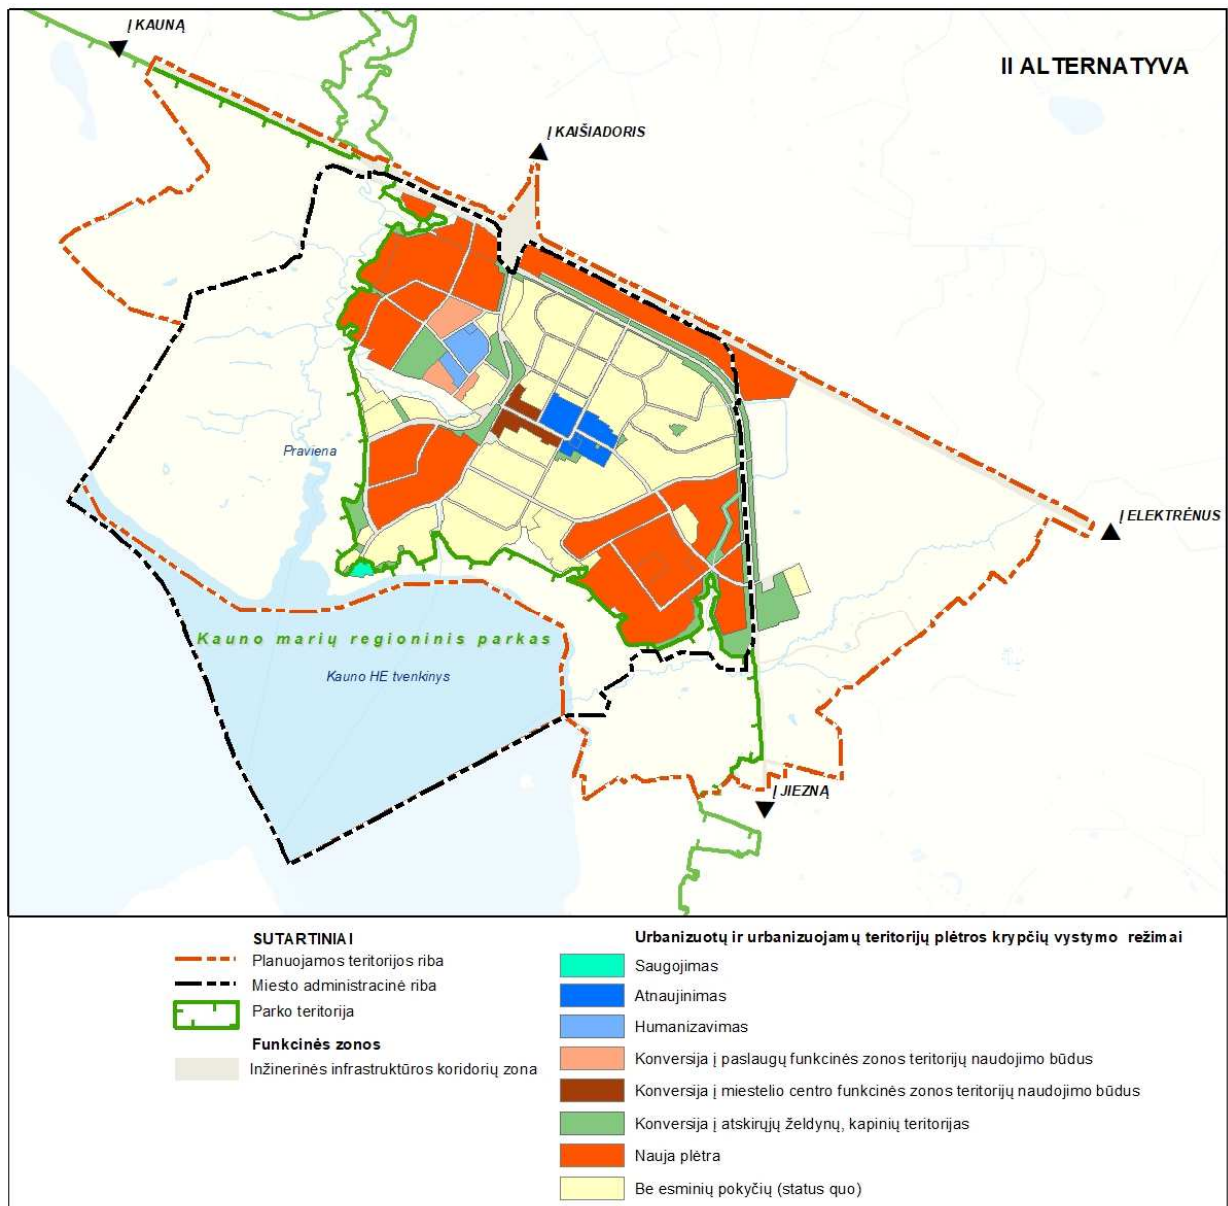 Į KAUNĄ
II ALTERNATYVA
Į KAIŠIADORIS
Praviena
Į ELEKTRĖNUS
Kauno marių regioninis parkas
Kauno HE tvenkinys
Į JIEZNĄ
SUTARTINIAI
Planuojamos teritorijos riba
Miesto administracinė riba
Parko teritorija
Funkcinės zonos
Inžinerinės infrastruktūros koridorių zona
Urbanizuotų ir urbanizuojamų teritorijų plėtros krypčių vystymo režimai
Saugojimas
Atnaujinimas
Humanizavimas
Konversija į paslaugų funkcinės zonos teritorijų naudojimo būdus
Konversija į miestelio centro funkcinės zonos teritorijų naudojimo būdus
Konversija į atskirųjų želdynų, kapinių teritorijas
Nauja plėtra
Be esminių pokyčių (status quo)